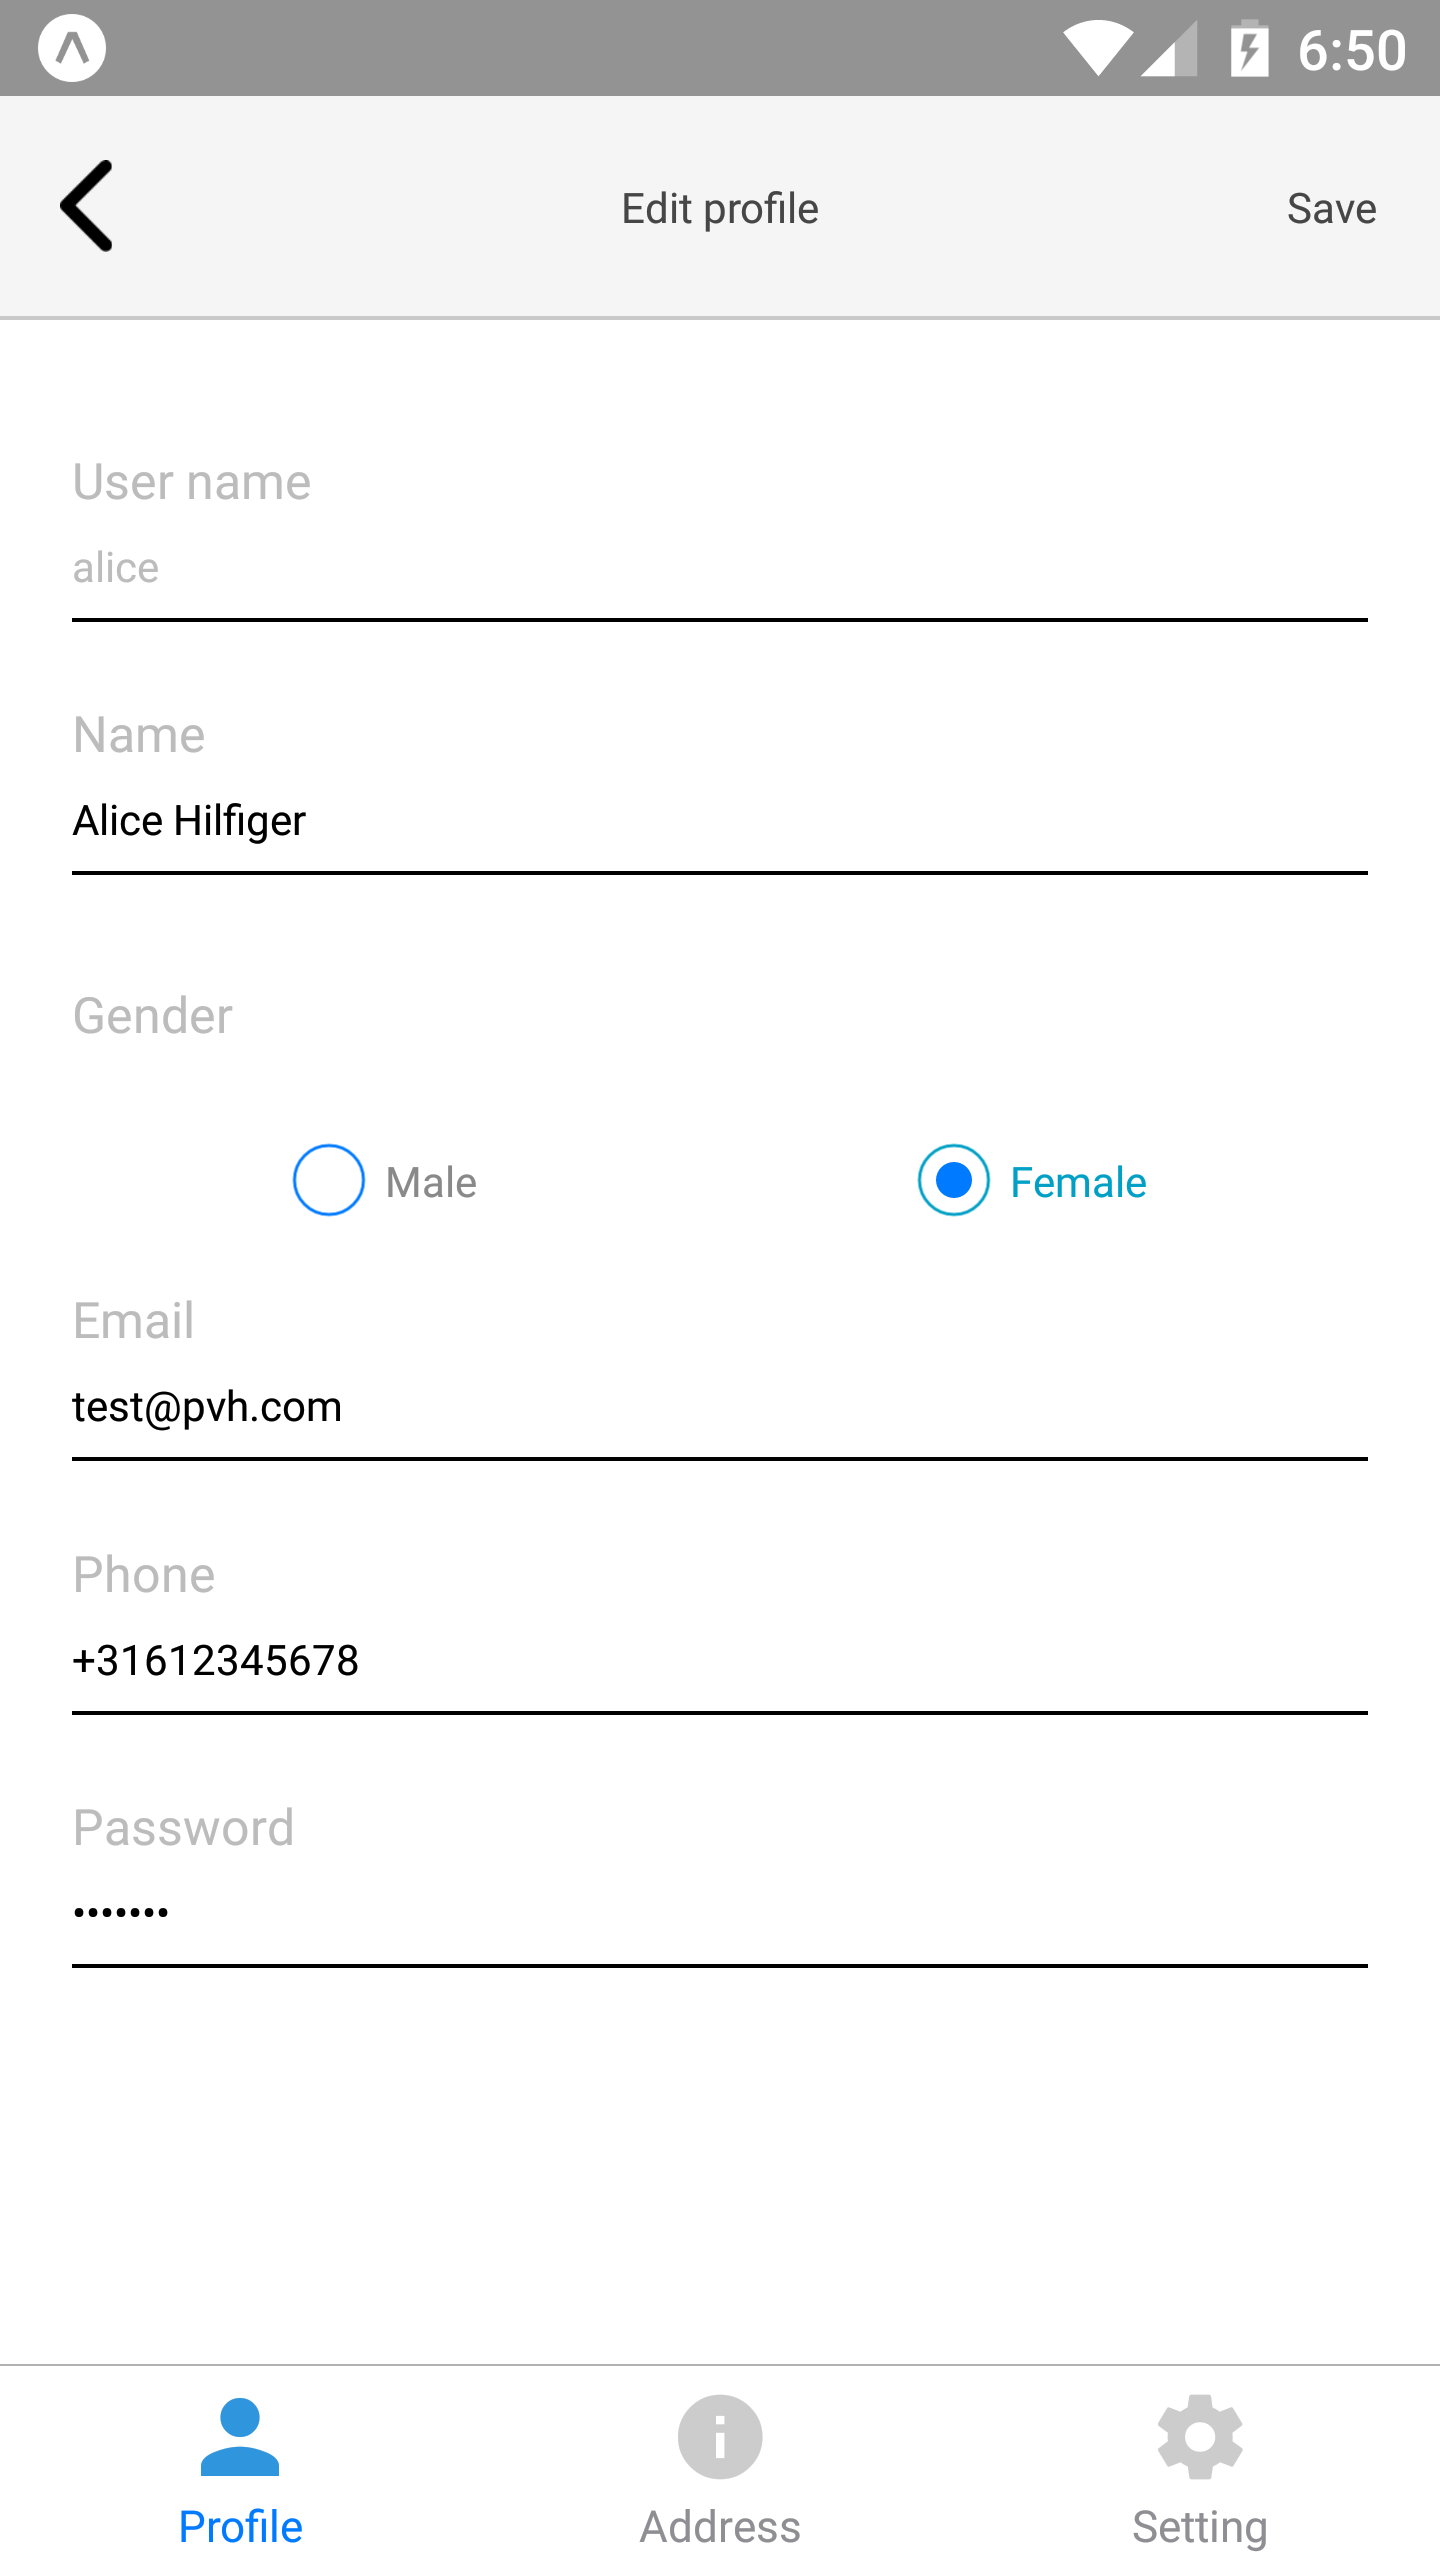 6:50
Edit profile
Save
User name
alice
Name
Alice Hilfiger
Gender
Male
Female
Email
test@pvh.com
Phone
+31612345678
Password
•••••••
Profile
Address
Setting